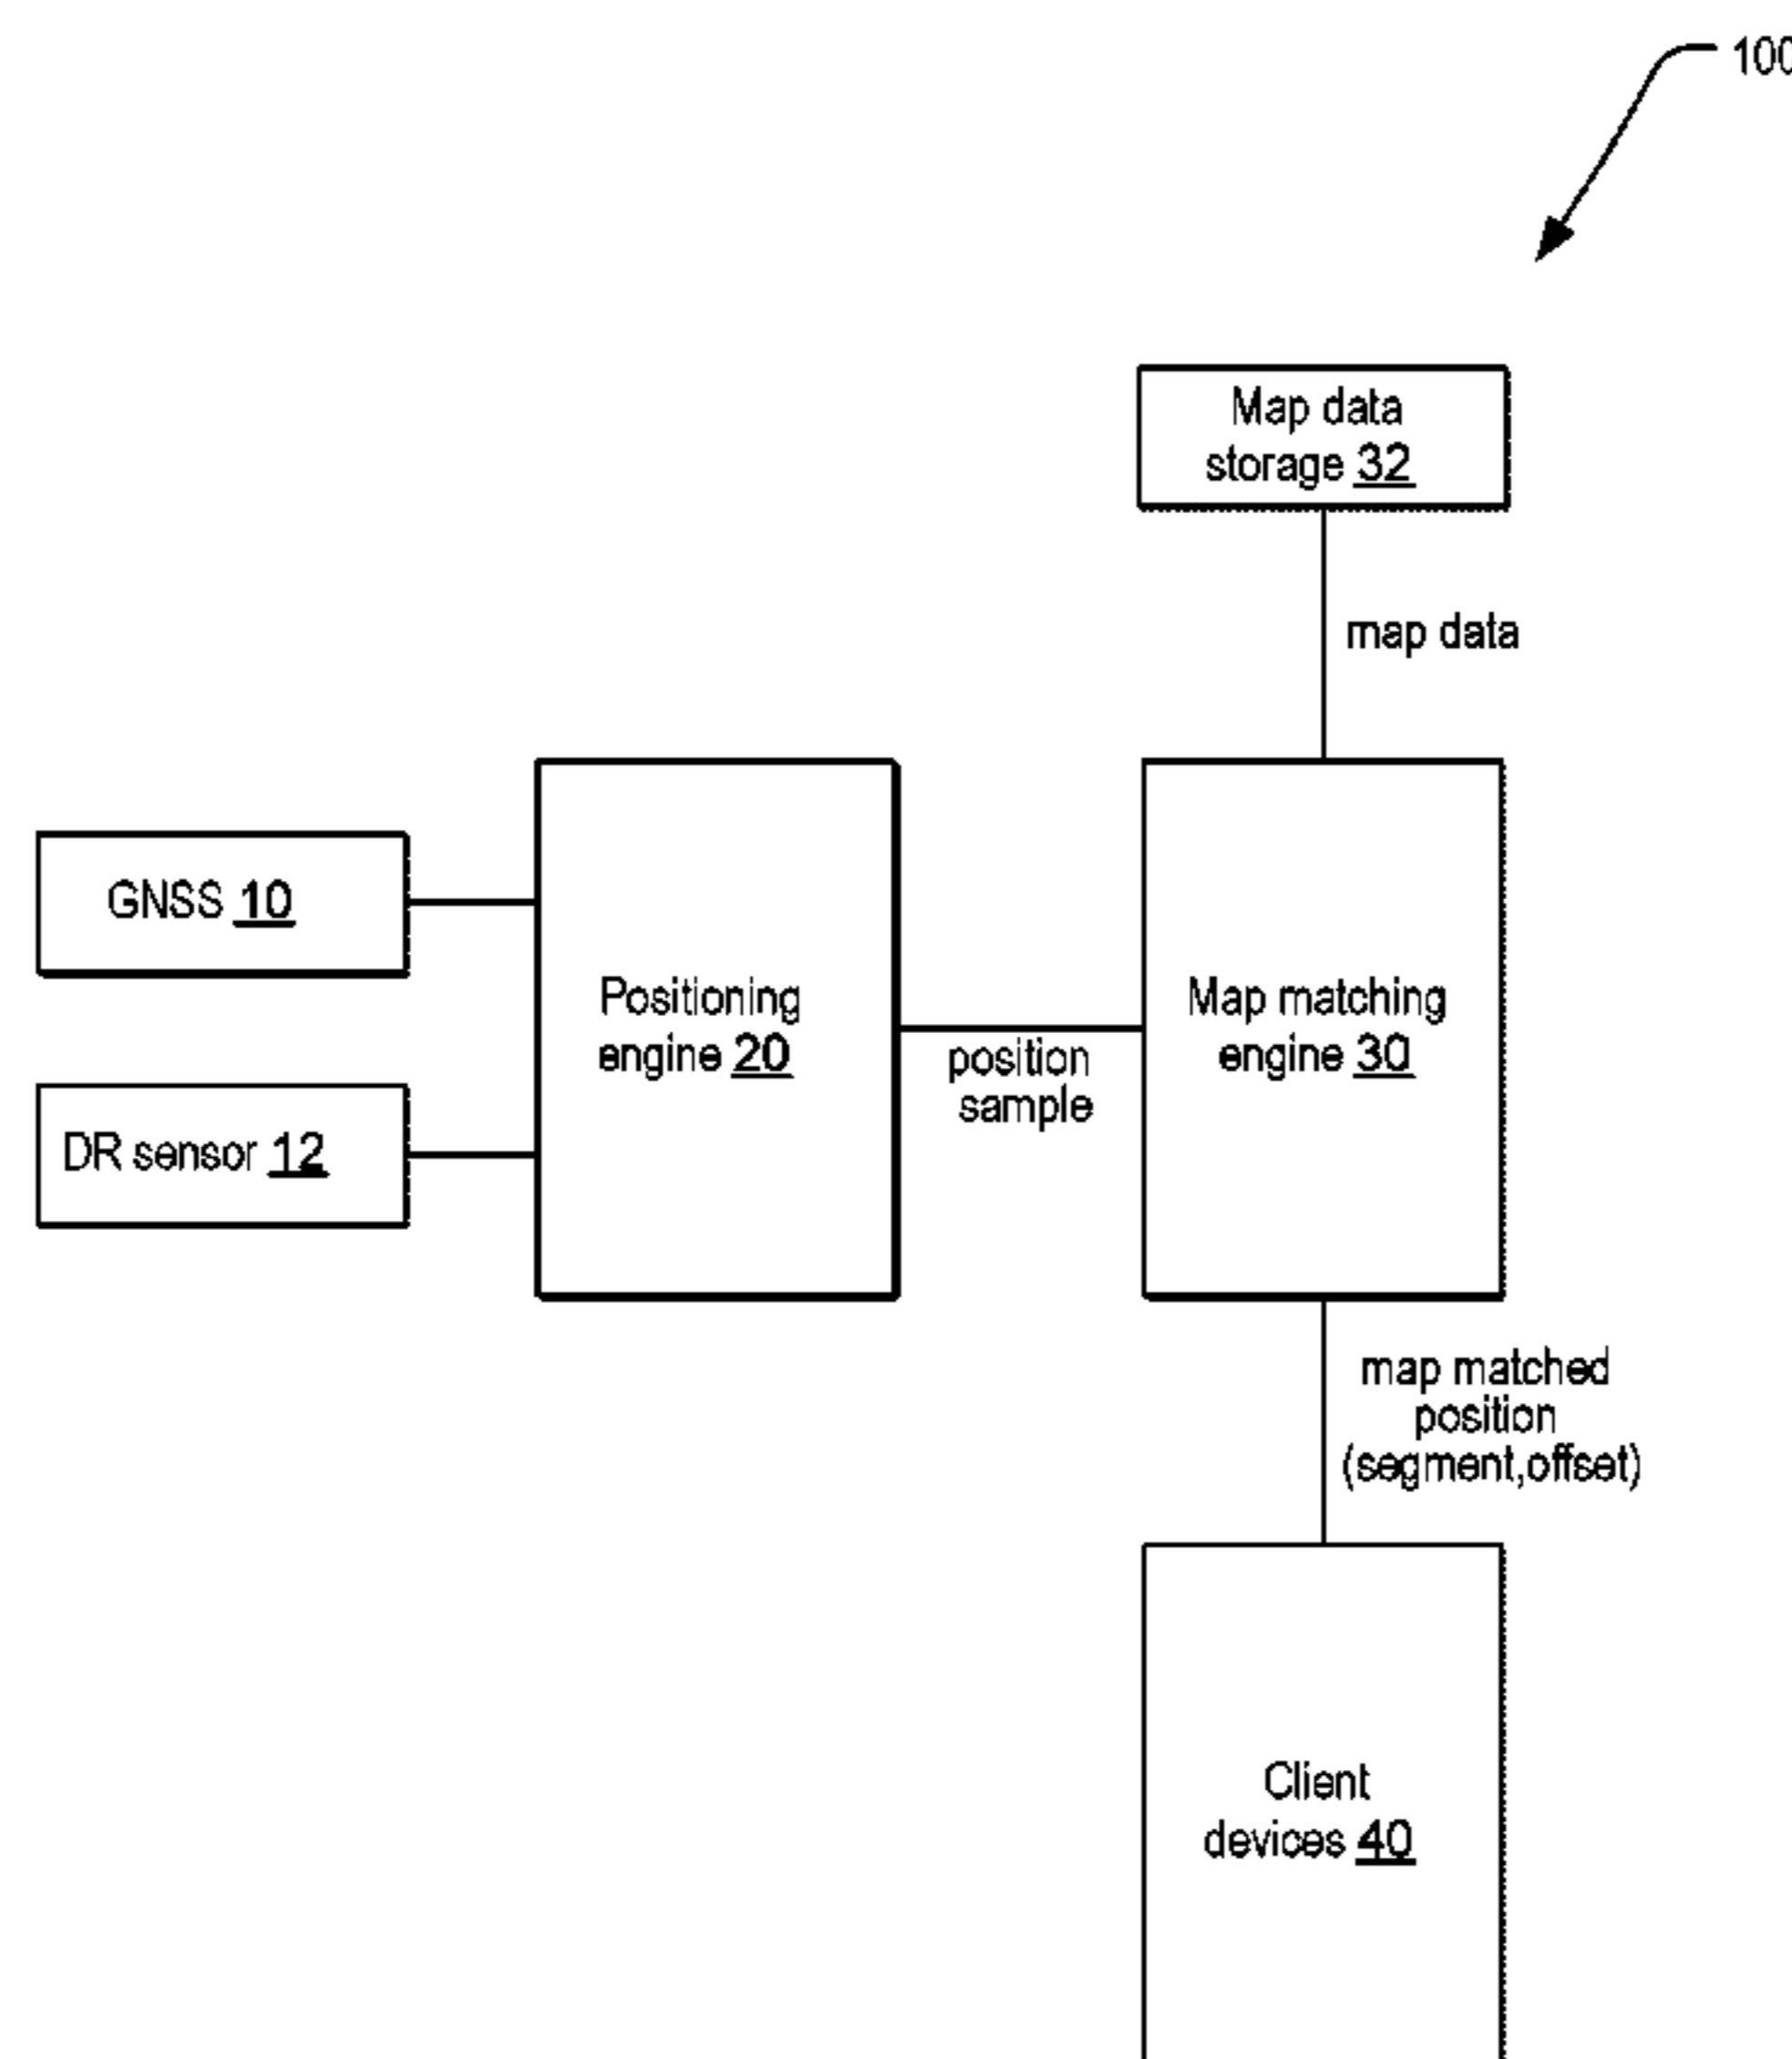 100
Map data
storage 32
map data
GNSS 10
DR sensor 12
Positioning
engine 20
position
sample
Map matching
engine 30
map matched
position
(segment,offset)
Client
devices 40